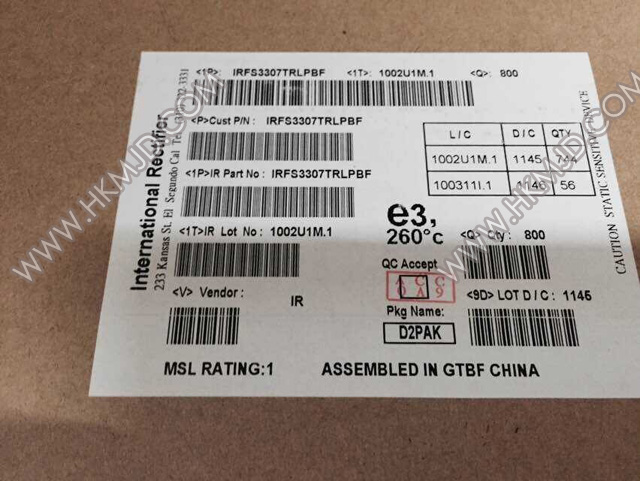 <1P>: IRFS3307TRLPBF <1T>: 1002U1M.1 <Q>: 800
<P>Cust P/N : IRFS3307TRLPBF
<1P>IR Part No : IRFS3307TRLPBF
<1T>IR Lot No : 1002U1M.1
<V> Vendor : IR
MSL RATING:1
L/C D/C QTY
1002U1M.1 1145 744
100311I.1 1146 56
e3,
260°c
<Q> Qty : 800
QC Accept
Pkg Name:
D2PAK
<9D> LOT D/C : 1145
ASSEMBLED IN GTBF CHINA
International Rectifier
233 Kansas St. El Segundo Cal
CAUTION STATIC SENSITIVE DEVICE
WWW.HKMJD.COM
WWW.HKMJD.COM